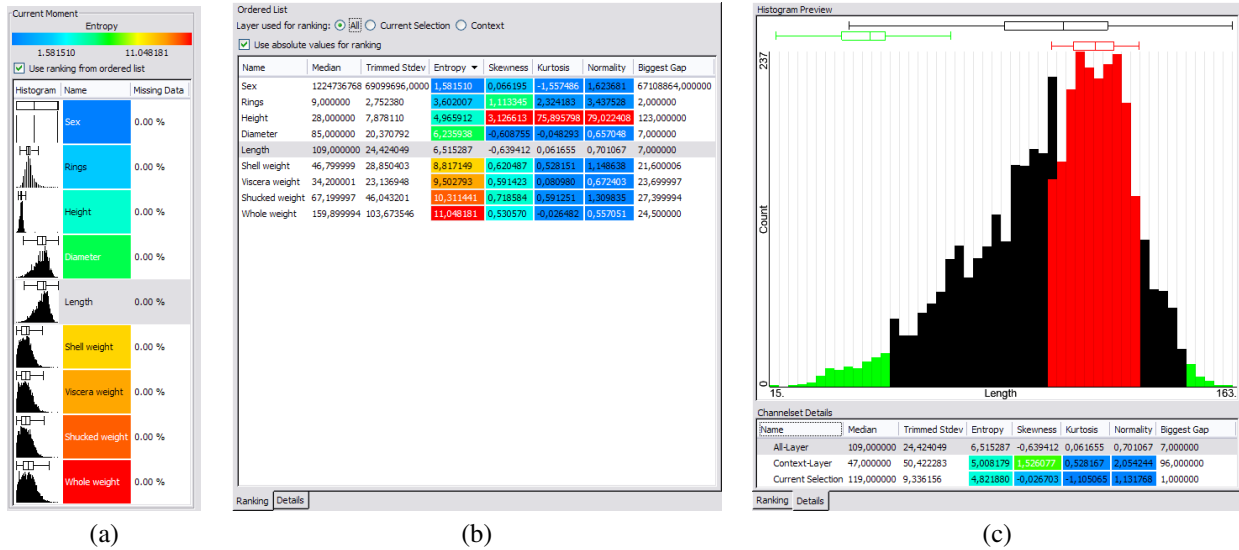 Current Moment
Entropy
1.581510 11.048181
Use ranking from ordered list
Histogram Name Missing Data
Sex 0.00 %
Rings 0.00 %
Height 0.00 %
Diameter 0.00 %
Length 0.00 %
Shell weight 0.00 %
Viscera weight 0.00 %
Shucked weight 0.00 %
Whole weight 0.00 %
(a)
Ordered List
Layer used for ranking: All Current Selection Context
Use absolute values for ranking
Name Median Trimmed Stdev Entropy Skewness Kurtosis Normality Biggest Gap
Sex 1224736768 69099696,0000 1,581510 0,066195 -1,557486 1,623681 67108864,000000
Rings 9,000000 2,752380 3,602007 1,113345 2,324183 3,437528 2,000000
Height 28,000000 7,878110 4,965912 3,126613 75,895798 79,022408 123,000000
Diameter 85,000000 20,370792 6,235938 -0,608755 -0,048293 0,657048 7,000000
Length 109,000000 24,424049 6,515287 -0,639412 0,061655 0,701067 7,000000
Shell weight 46,799999 28,850403 8,817149 0,620487 0,528151 1,148638 21,600006
Viscera weight 34,200001 23,136948 9,502793 0,591423 0,080980 0,672403 23,699997
Shucked weight 67,199997 46,043201 10,311441 0,718584 0,591251 1,309835 27,399994
Whole weight 159,899994 103,673546 11,048181 0,530570 -0,026482 0,557051 24,500000
Ranking Details
(b)
Histogram Preview
237
Count
0
15. Length 163.
Channelset Details
Name Median Trimmed Stdev Entropy Skewness Kurtosis Normality Biggest Gap
All-Layer 109,000000 24,424049 6,515287 -0,639412 0,061655 0,701067 7,000000
Context-Layer 47,000000 50,422283 5,008179 1,526077 0,528167 2,054244 96,000000
Current Selection 119,000000 9,336156 4,821880 -0,026703 -1,105065 1,131768 1,000000
Ranking Details
(c)